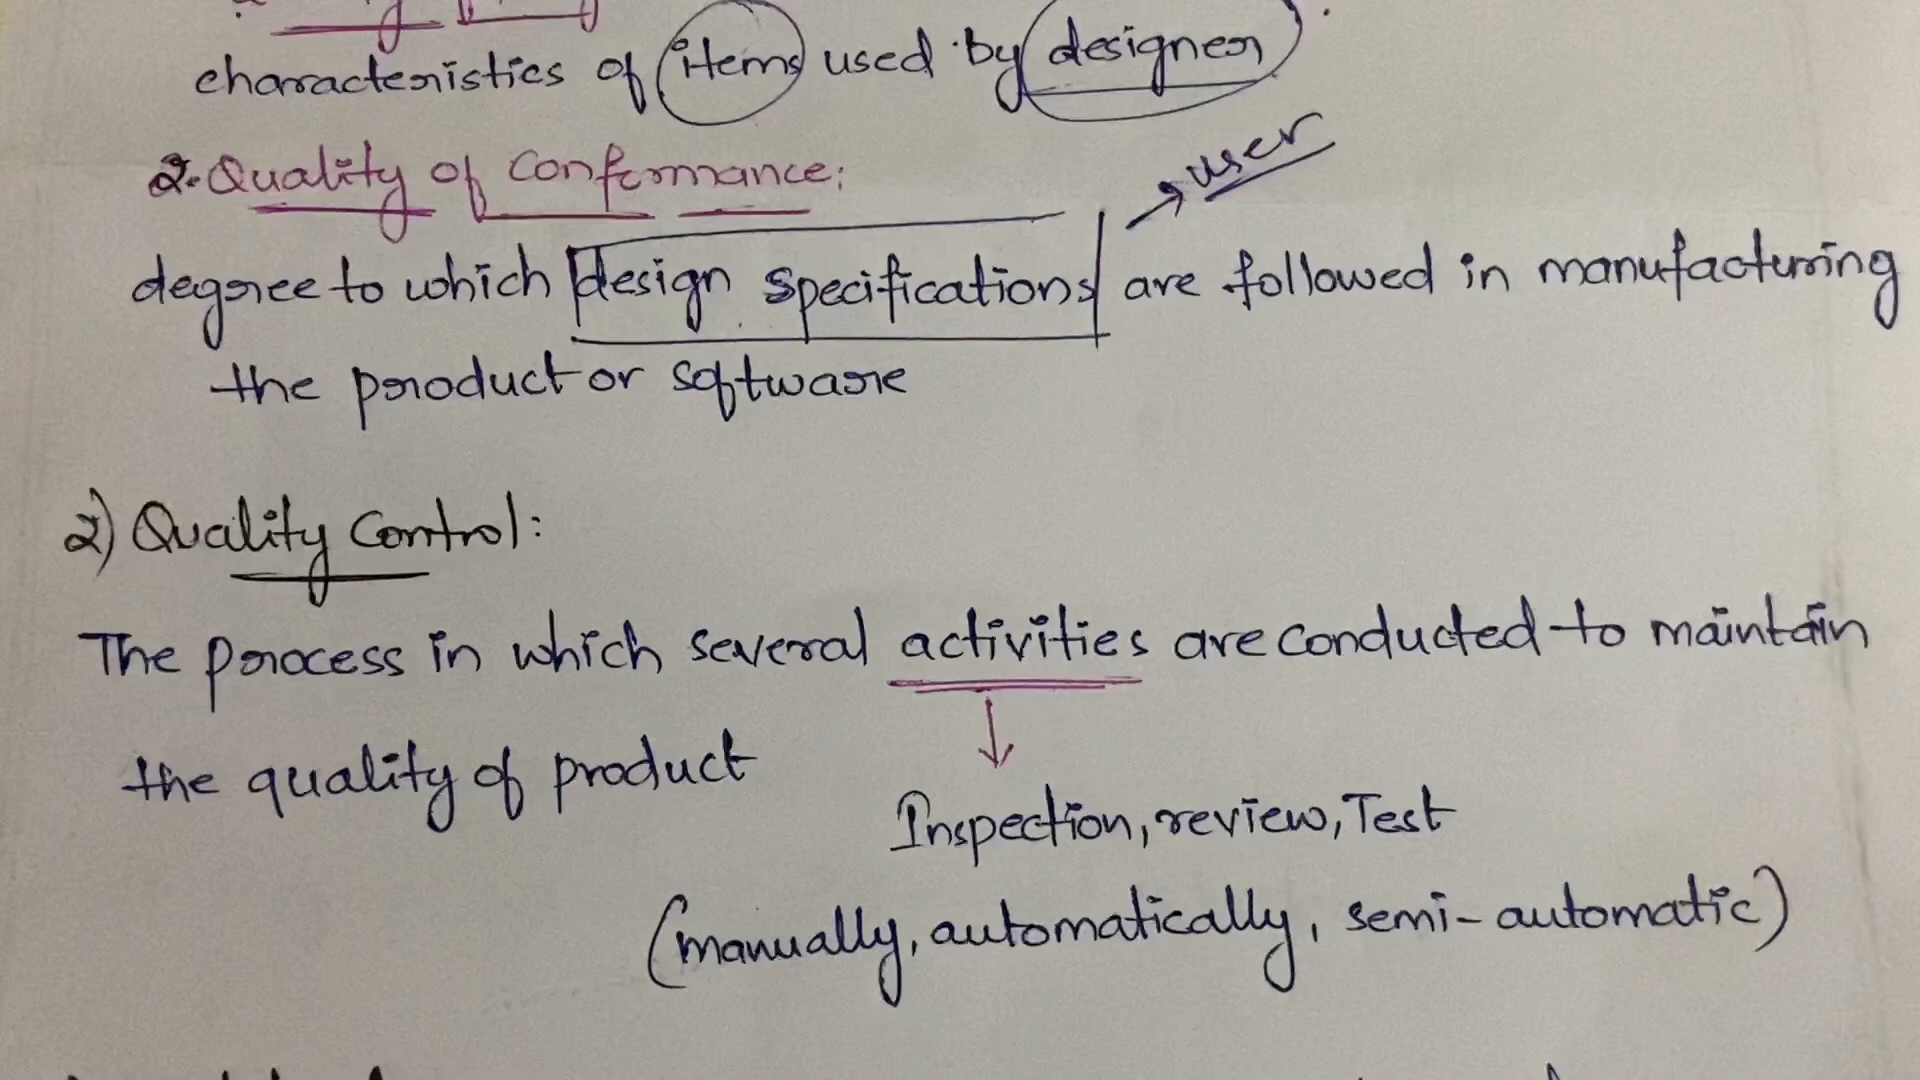 characteristics of items used by designer
2. Quality of Conformance:
user
degree to which design specifications are followed in manufacturing
the product or software
2) Quality Control:
The process in which several activities are conducted to maintain
the quality of product
Inspection, review, Test
(manually, automatically, semi-automatic)